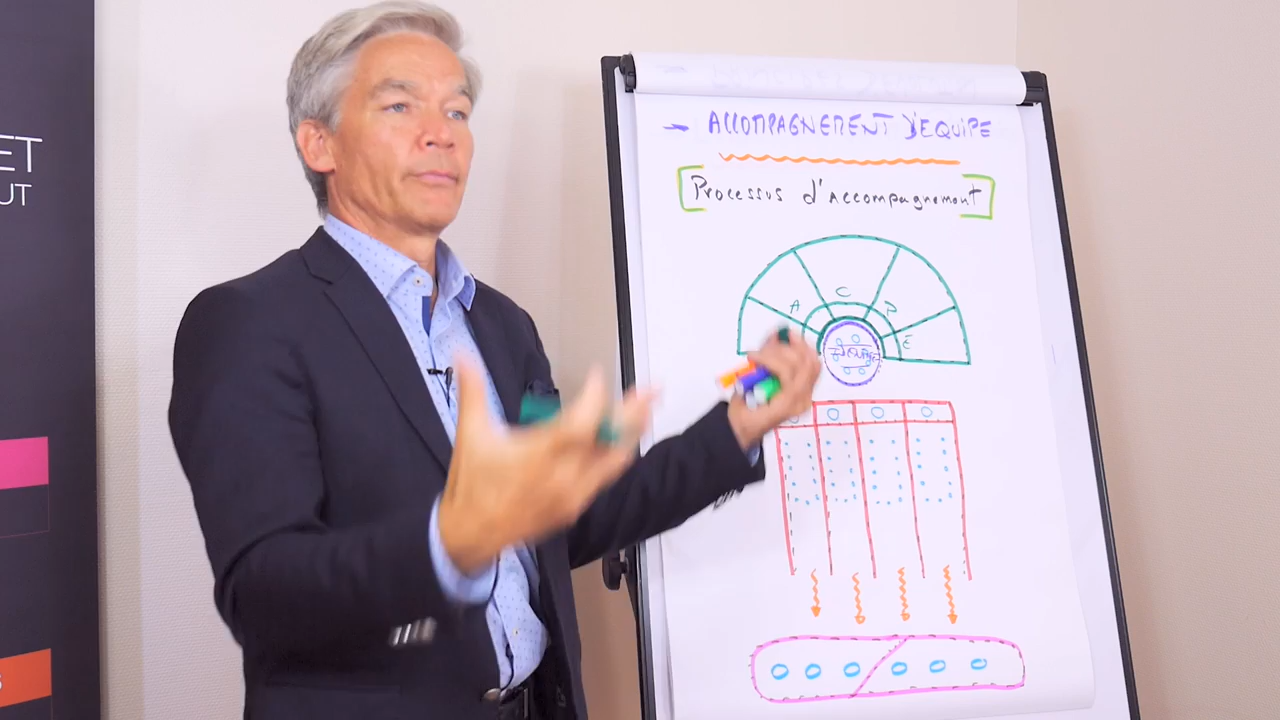 ET
UT
→ ACCOMPAGNEMENT D'EQUIPE
[Processus d'Accompagnement]
A C P E
S